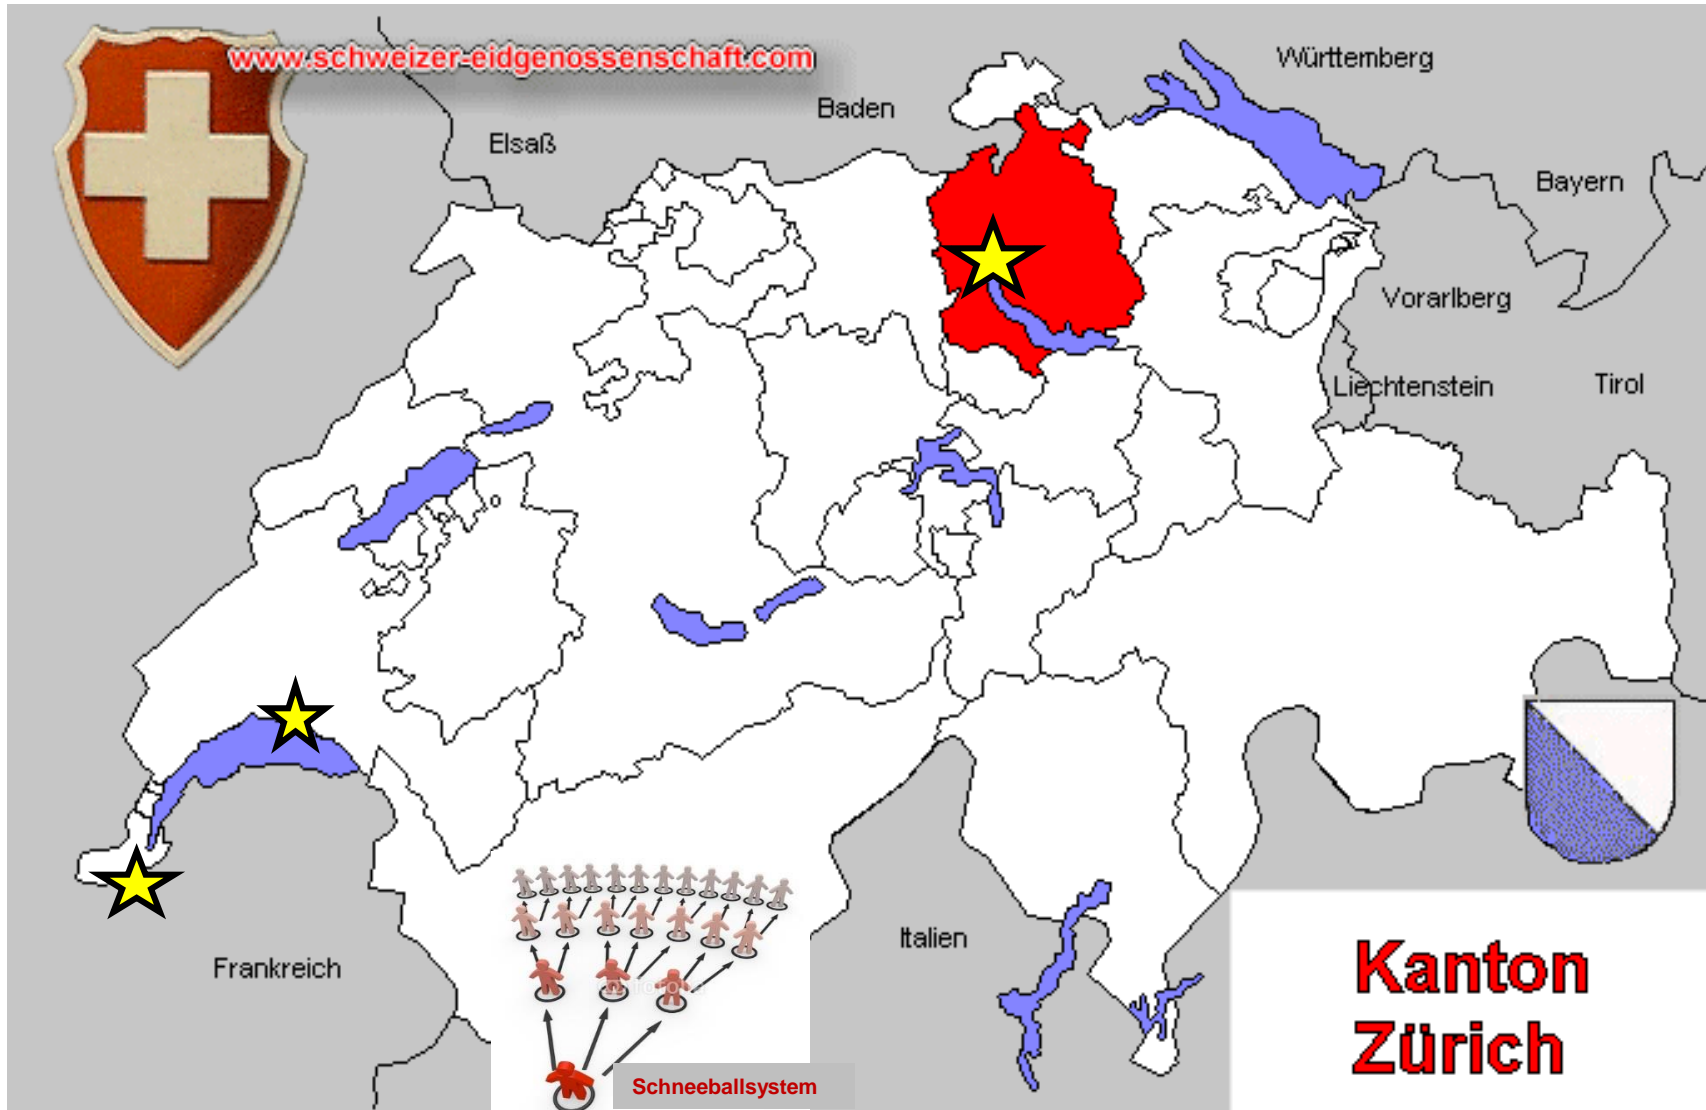 www.schweizer-eidgenossenschaft.com
Württemberg
Baden
Elsaß
Bayern
Vorarlberg
Liechtenstein
Tirol
Italien
Frankreich
Kanton
Zürich
Schneeballsystem